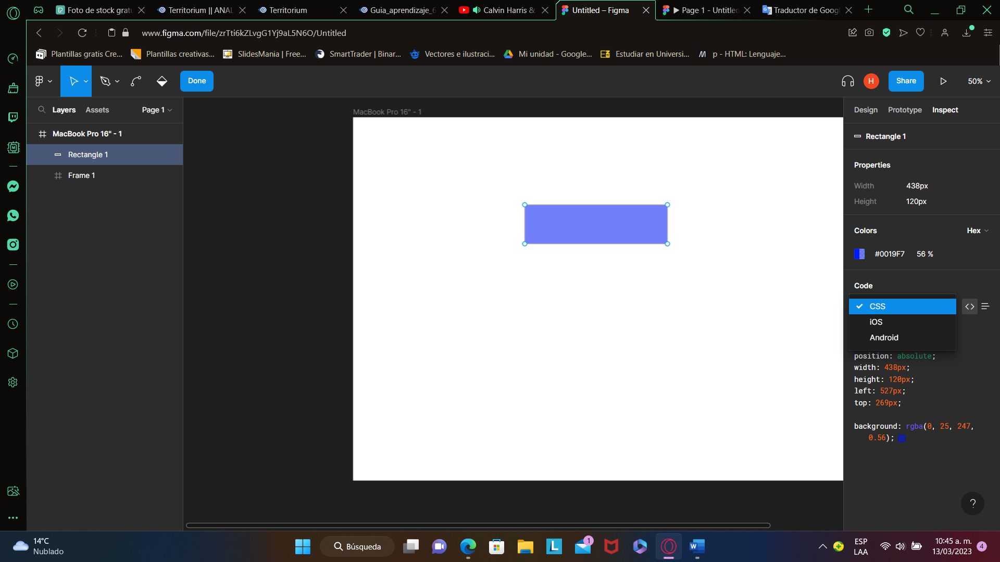 Foto de stock gratu
Territorium || ANAL
Territorium
Guia_aprendizaje_6
Calvin Harris &
Untitled – Figma
▶ Page 1 - Untitled
Traductor de Googl
www.figma.com/file/zrTti6kZLvgG1Yj9aL5N6O/Untitled
Plantillas gratis Cre...
Plantillas creativas...
SlidesMania | Free...
SmartTrader | Binar...
Vectores e ilustraci...
Mi unidad - Google...
Estudiar en Universi...
p - HTML: Lenguaje...
Done
H
Share
50%
Layers
Assets
Page 1
MacBook Pro 16" - 1
Rectangle 1
Frame 1
MacBook Pro 16" - 1
Design
Prototype
Inspect
Rectangle 1
Properties
Width 438px
Height 120px
Colors
Hex
#0019F7 56 %
Code
CSS
iOS
Android
position: absolute;
width: 438px;
height: 120px;
left: 527px;
top: 269px;
background: rgba(0, 25, 247,
0.56);
?
14°C
Nublado
Búsqueda
L
1
W
ESP
LAA
10:45 a. m.
13/03/2023
4